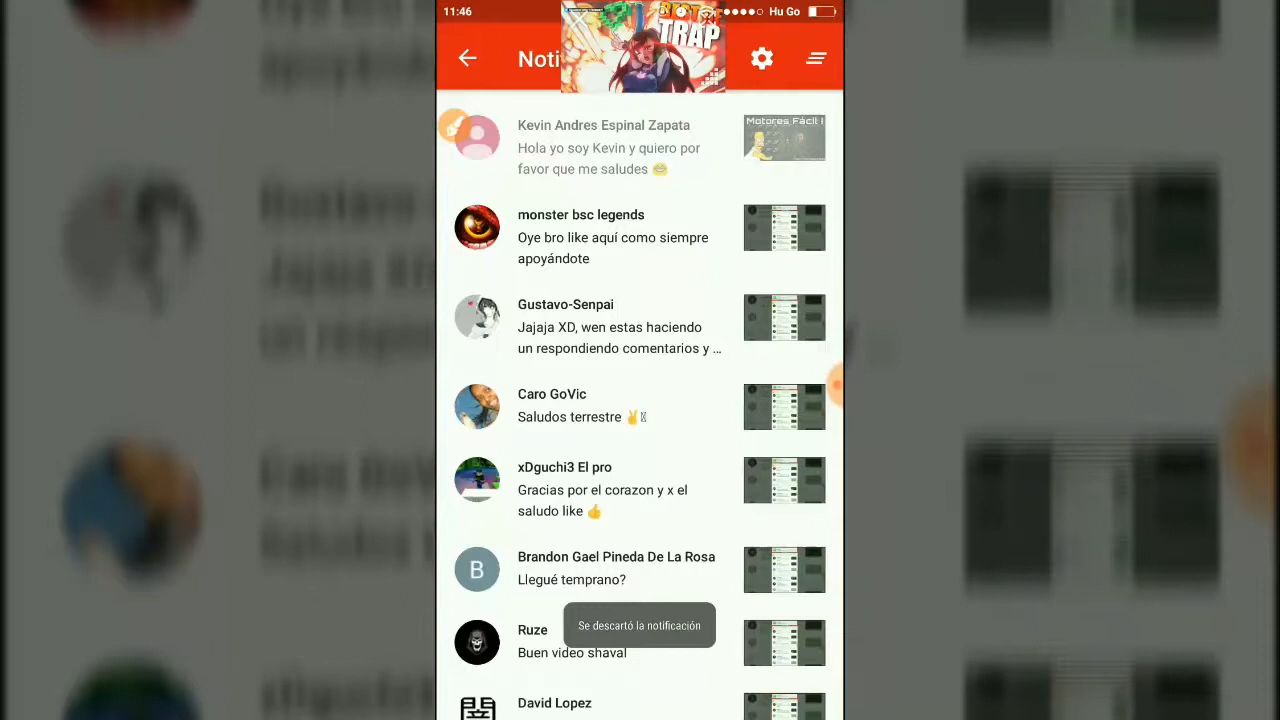 11:46
Hu Go
BEST OF
TRAP
Noti
Kevin Andres Espinal Zapata
Hola yo soy Kevin y quiero por
favor que me saludes 😁
Motores Fácil !
monster bsc legends
Oye bro like aquí como siempre
apoyándote
Gustavo-Senpai
Jajaja XD, wen estas haciendo
un respondiendo comentarios y ...
Caro GoVic
Saludos terrestre ✌
xDguchi3 El pro
Gracias por el corazon y x el
saludo like 👍
Brandon Gael Pineda De La Rosa
B
Llegué temprano?
Se descartó la notificación
Ruze
Buen video shaval
David Lopez